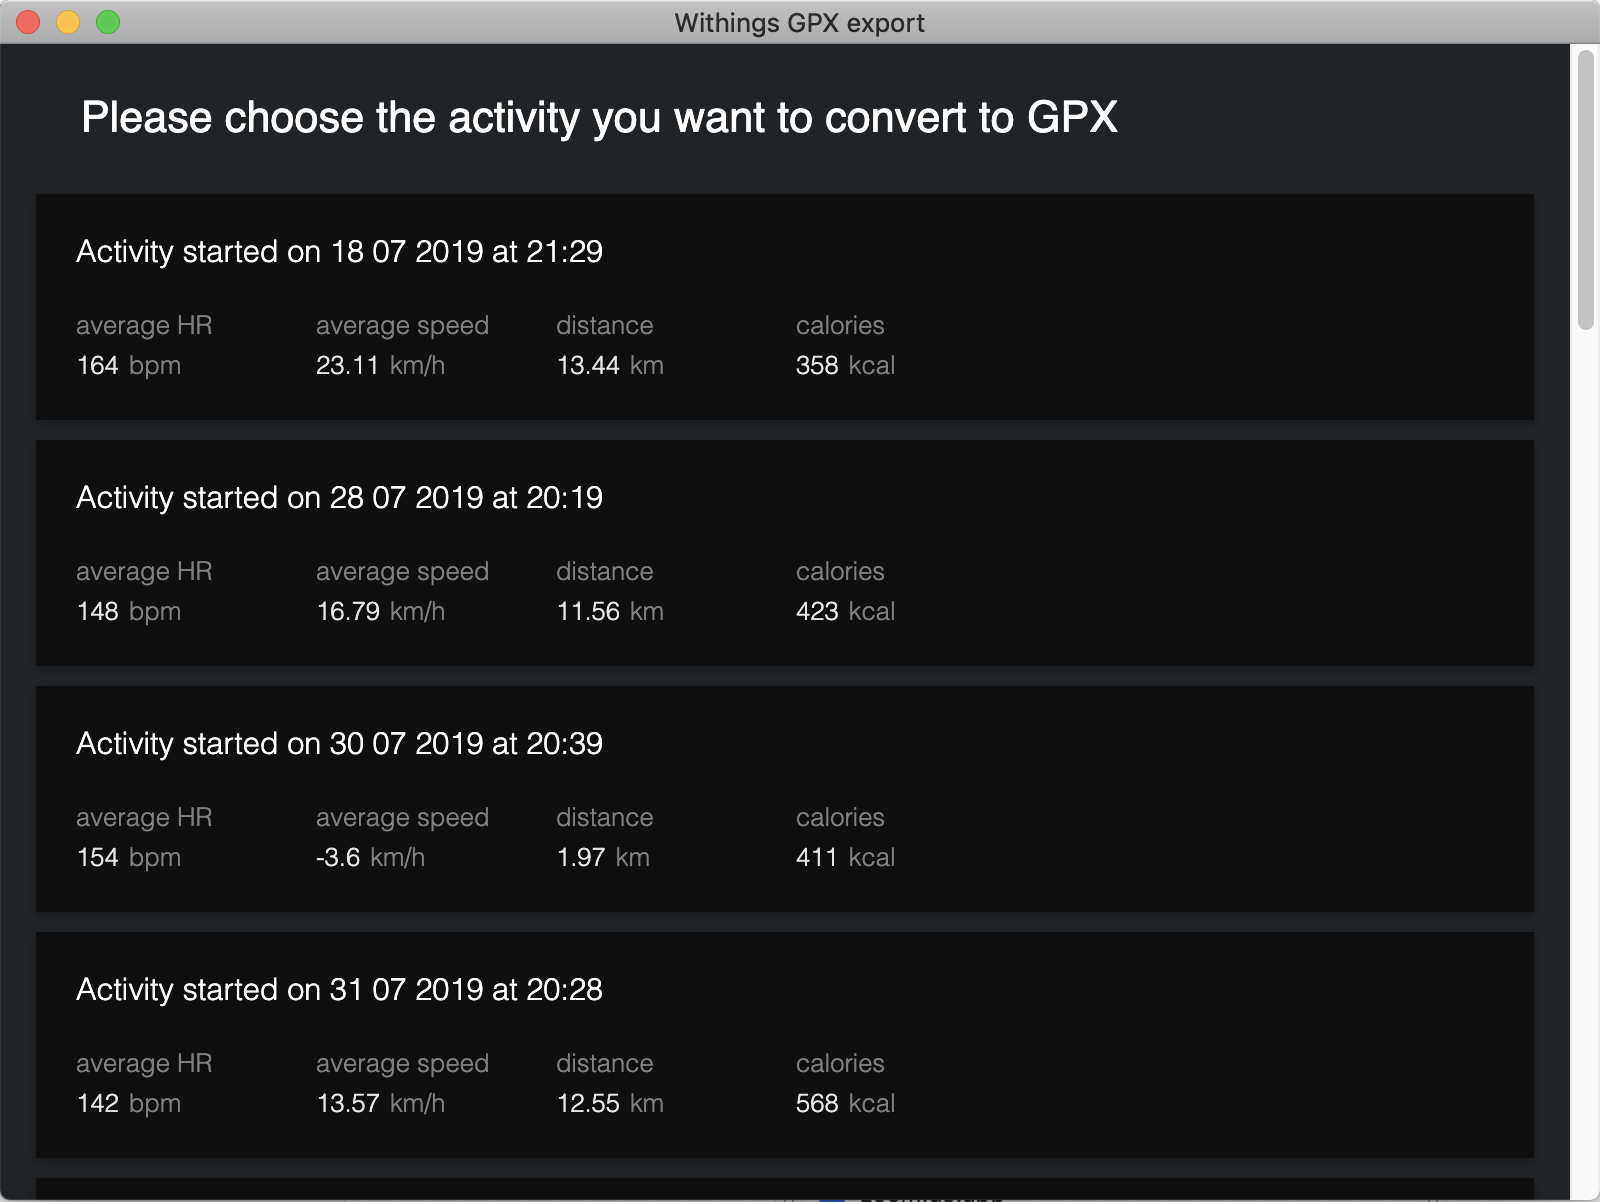 Withings GPX export
Please choose the activity you want to convert to GPX
Activity started on 18 07 2019 at 21:29
average HR average speed distance calories
164 bpm 23.11 km/h 13.44 km 358 kcal
Activity started on 28 07 2019 at 20:19
average HR average speed distance calories
148 bpm 16.79 km/h 11.56 km 423 kcal
Activity started on 30 07 2019 at 20:39
average HR average speed distance calories
154 bpm -3.6 km/h 1.97 km 411 kcal
Activity started on 31 07 2019 at 20:28
average HR average speed distance calories
142 bpm 13.57 km/h 12.55 km 568 kcal